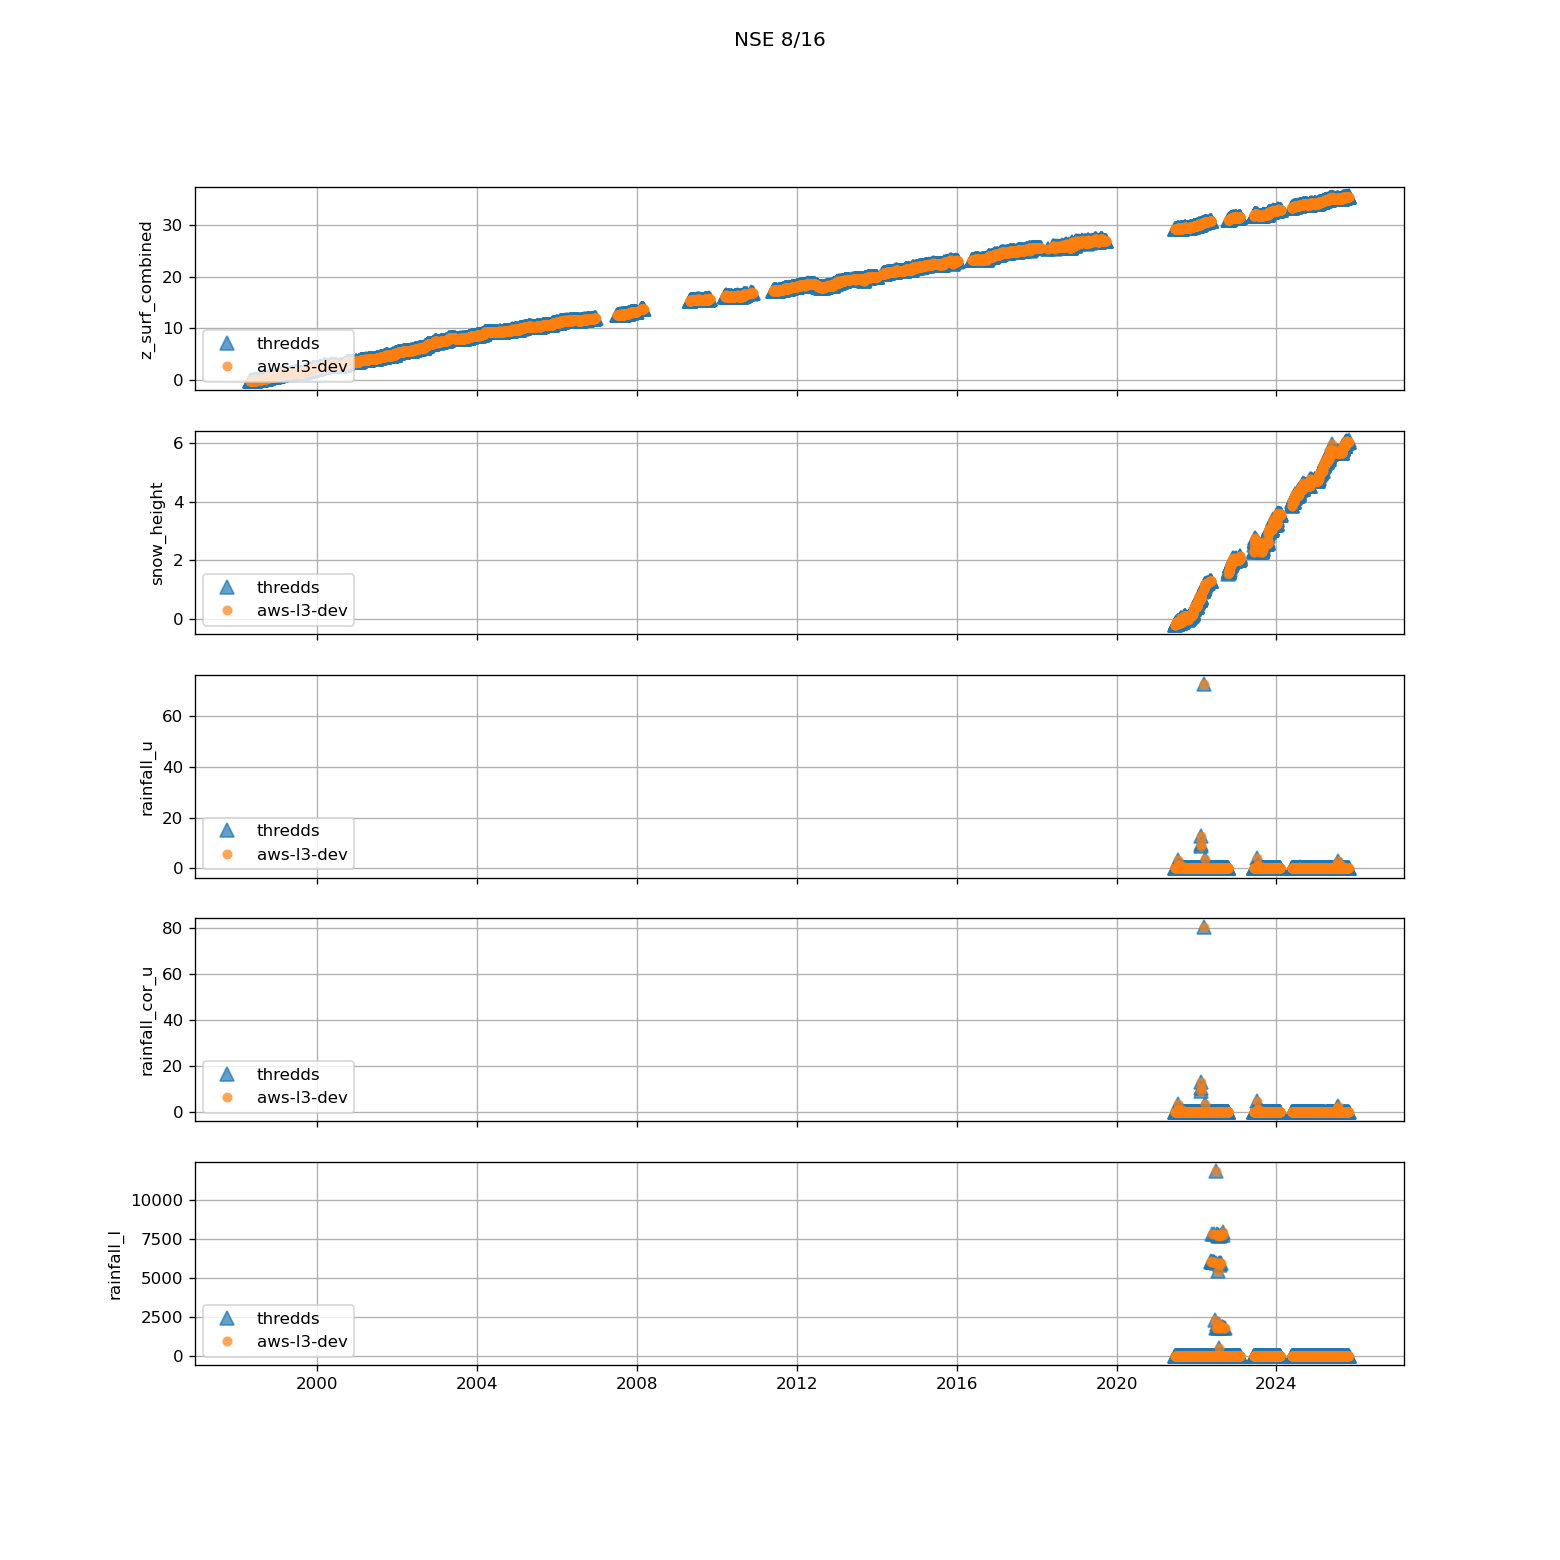 NSE 8/16
z_surf_combined
30
20
10
0
thredds
aws-l3-dev
snow_height
6
4
2
0
thredds
aws-l3-dev
rainfall_u
60
40
20
0
thredds
aws-l3-dev
rainfall_cor_u
80
60
40
20
0
thredds
aws-l3-dev
rainfall_l
10000
7500
5000
2500
0
thredds
aws-l3-dev
2000 2004 2008 2012 2016 2020 2024